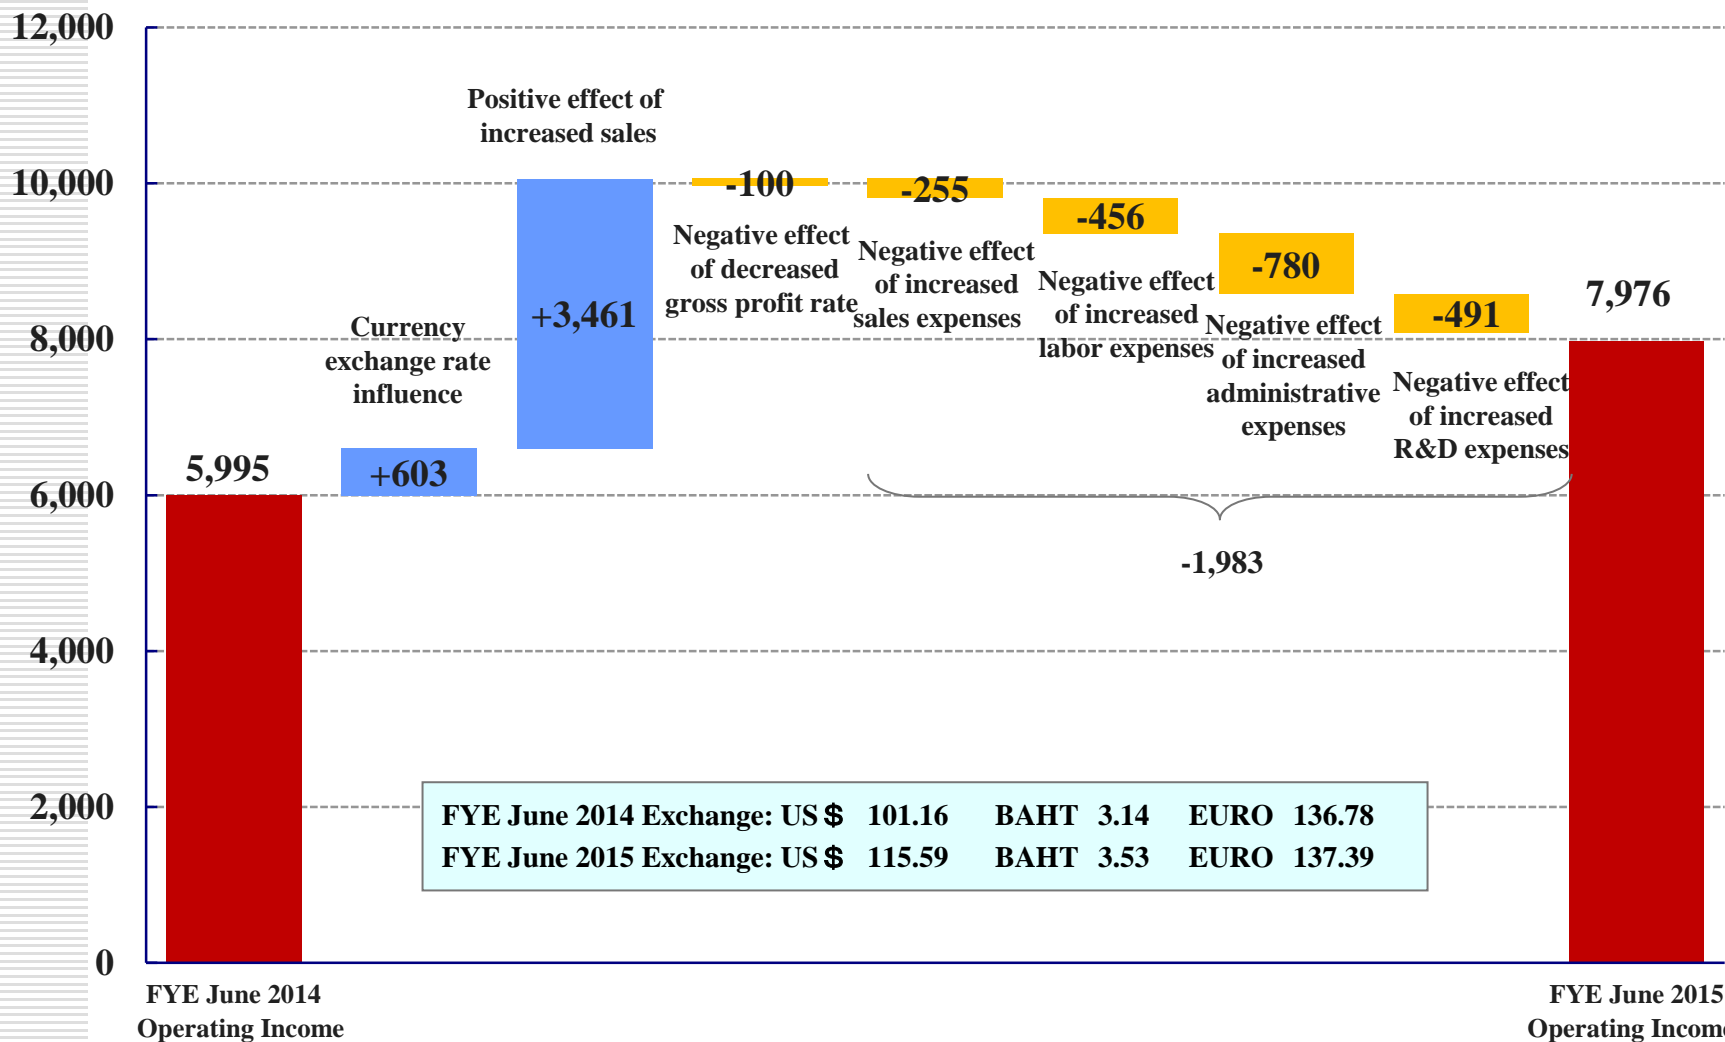 12,000
10,000
8,000
6,000
4,000
2,000
0
5,995
Currency
exchange rate
influence
+603
Positive effect of
increased sales
+3,461
-100
Negative effect
of decreased
gross profit rate
-255
Negative effect
of increased
sales expenses
-456
Negative effect
of increased
labor expenses
-780
Negative effect
of increased
administrative
expenses
-491
Negative effect
of increased
R&D expenses
7,976
-1,983
FYE June 2014 Exchange: US $ 101.16 BAHT 3.14 EURO 136.78
FYE June 2015 Exchange: US $ 115.59 BAHT 3.53 EURO 137.39
FYE June 2014
Operating Income
FYE June 2015
Operating Income